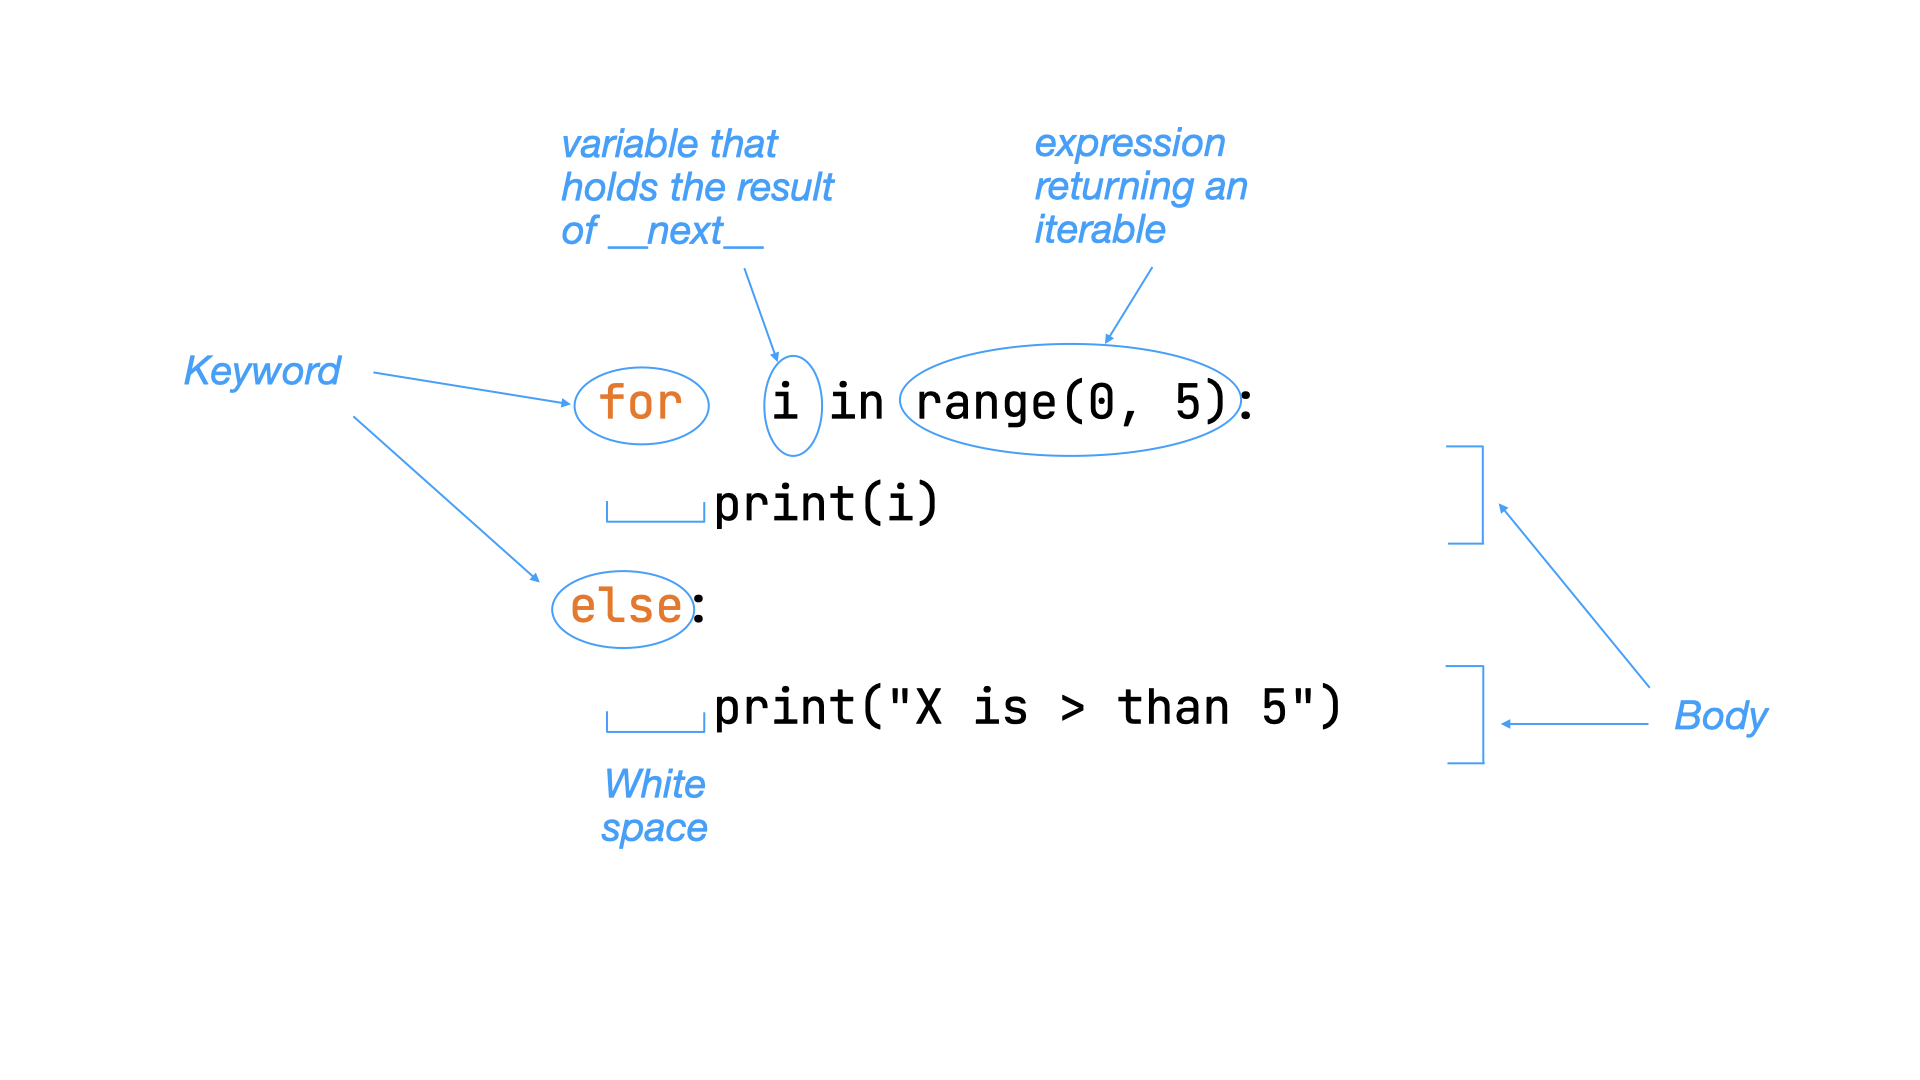 variable that
holds the result
of __next__
expression
returning an
iterable
Keyword
for i in range(0, 5):
print(i)
else:
print("X is > than 5")
Body
White
space